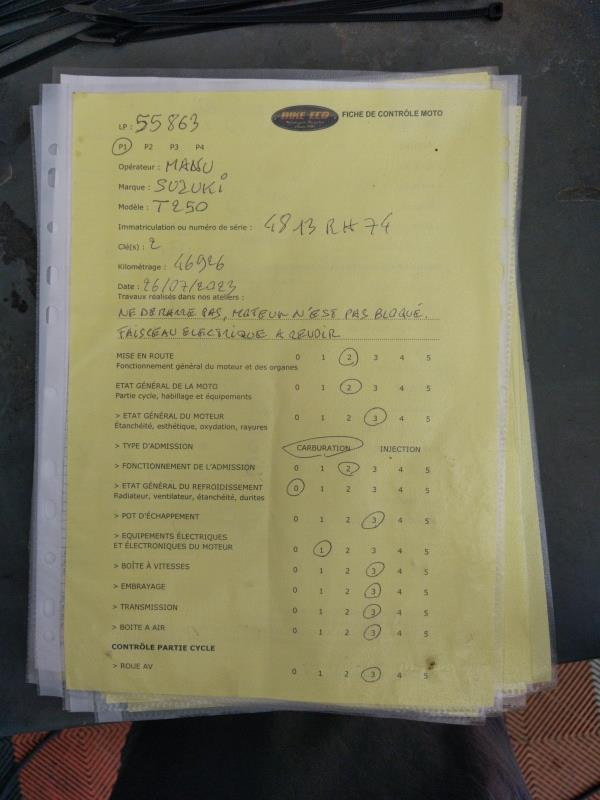 BIKE ECO
FICHE DE CONTRÔLE MOTO
LP : 55863
P1 P2 P3 P4
Opérateur : MANU
Marque : SUZUKI
Modèle : T250
Immatriculation ou numéro de série : 4813 RH 74
Clé(s) : 2
Kilométrage : 46926
Date : 26/07/2023
Travaux réalisés dans nos ateliers :
NE DEMARRE PAS, MOTEUR N'EST PAS BLOQUÉ.
FAISCEAU ELECTRIQUE A REVOIR
MISE EN ROUTE 0 1 2 3 4 5
Fonctionnement général du moteur et des organes
ETAT GÉNÉRAL DE LA MOTO 0 1 2 3 4 5
Partie cycle, habillage et équipements
> ETAT GÉNÉRAL DU MOTEUR 0 1 2 3 4 5
Étanchéité, esthétique, oxydation, rayures
> TYPE D'ADMISSION CARBURATION INJECTION
> FONCTIONNEMENT DE L'ADMISSION 0 1 2 3 4 5
> ETAT GÉNÉRAL DU REFROIDISSEMENT 0 1 2 3 4 5
Radiateur, ventilateur, étanchéité, durites
> POT D'ÉCHAPPEMENT 0 1 2 3 4 5
> EQUIPEMENTS ÉLECTRIQUES
ET ÉLECTRONIQUES DU MOTEUR 0 1 2 3 4 5
> BOÎTE À VITESSES 0 1 2 3 4 5
> EMBRAYAGE 0 1 2 3 4 5
> TRANSMISSION 0 1 2 3 4 5
> BOITE A AIR 0 1 2 3 4 5
CONTRÔLE PARTIE CYCLE
> ROUE AV 0 1 2 3 4 5